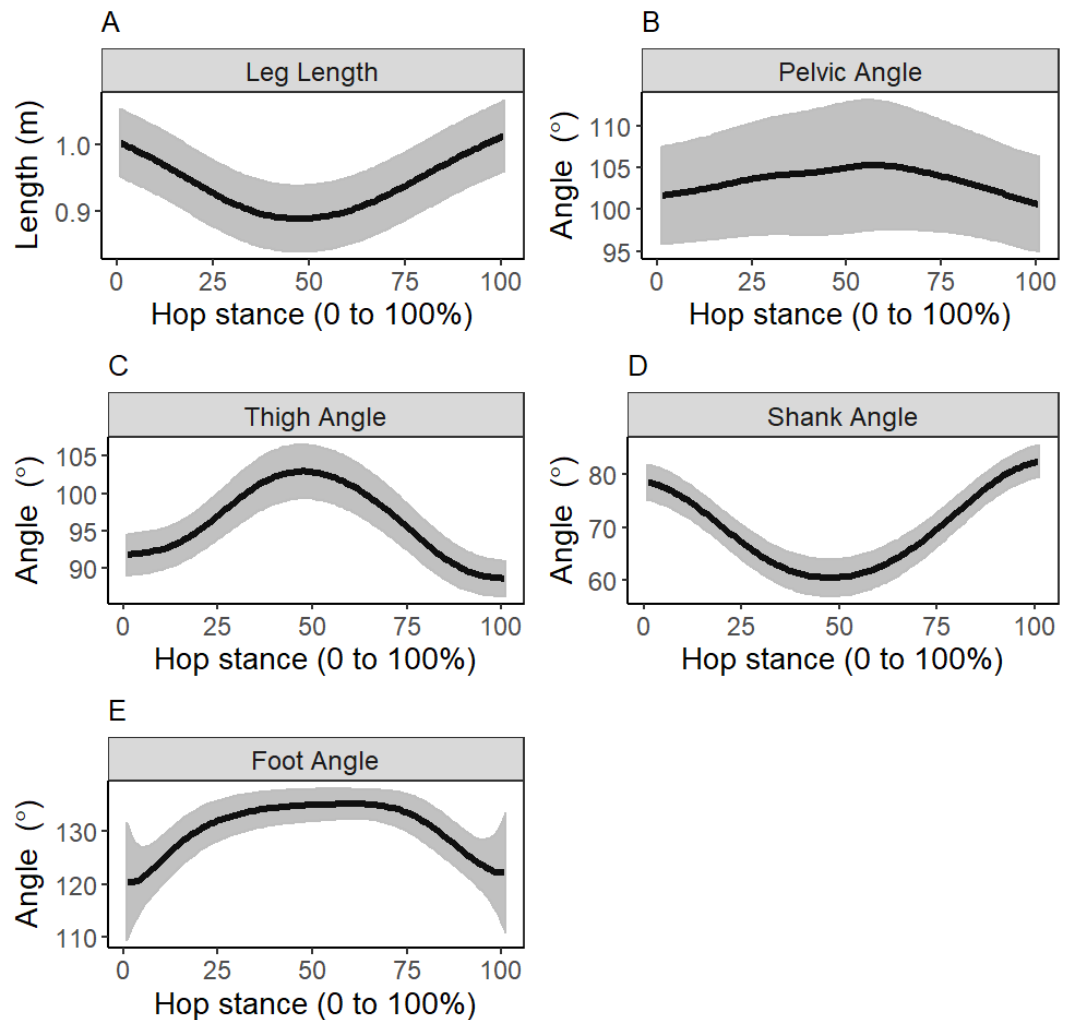 A
Leg Length
Length (m)
1.0
0.9
0 25 50 75 100
Hop stance (0 to 100%)
B
Pelvic Angle
Angle (°)
110
105
100
95
0 25 50 75 100
Hop stance (0 to 100%)
C
Thigh Angle
Angle (°)
105
100
95
90
0 25 50 75 100
Hop stance (0 to 100%)
D
Shank Angle
Angle (°)
80
70
60
0 25 50 75 100
Hop stance (0 to 100%)
E
Foot Angle
Angle (°)
130
120
110
0 25 50 75 100
Hop stance (0 to 100%)